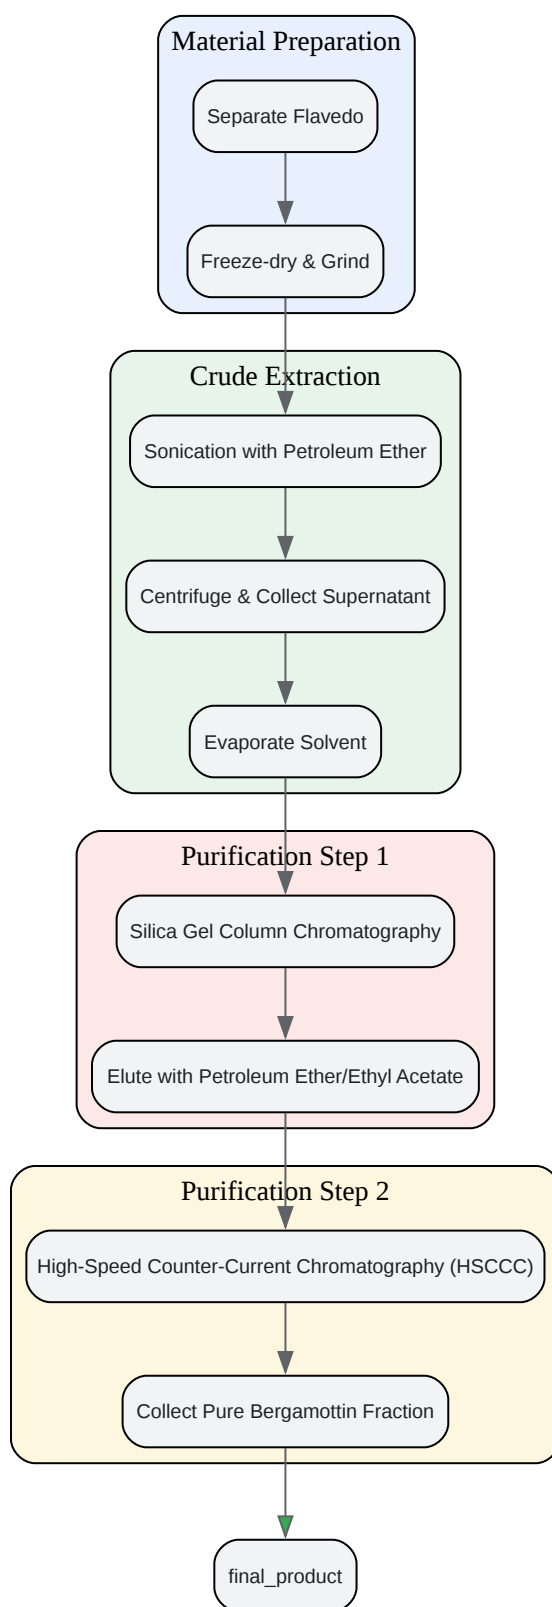 Material Preparation
Separate Flavedo
Freeze-dry & Grind
Crude Extraction
Sonication with Petroleum Ether
Centrifuge & Collect Supernatant
Evaporate Solvent
Purification Step 1
Silica Gel Column Chromatography
Elute with Petroleum Ether/Ethyl Acetate
Purification Step 2
High-Speed Counter-Current Chromatography (HSCCC)
Collect Pure Bergamottin Fraction
final_product